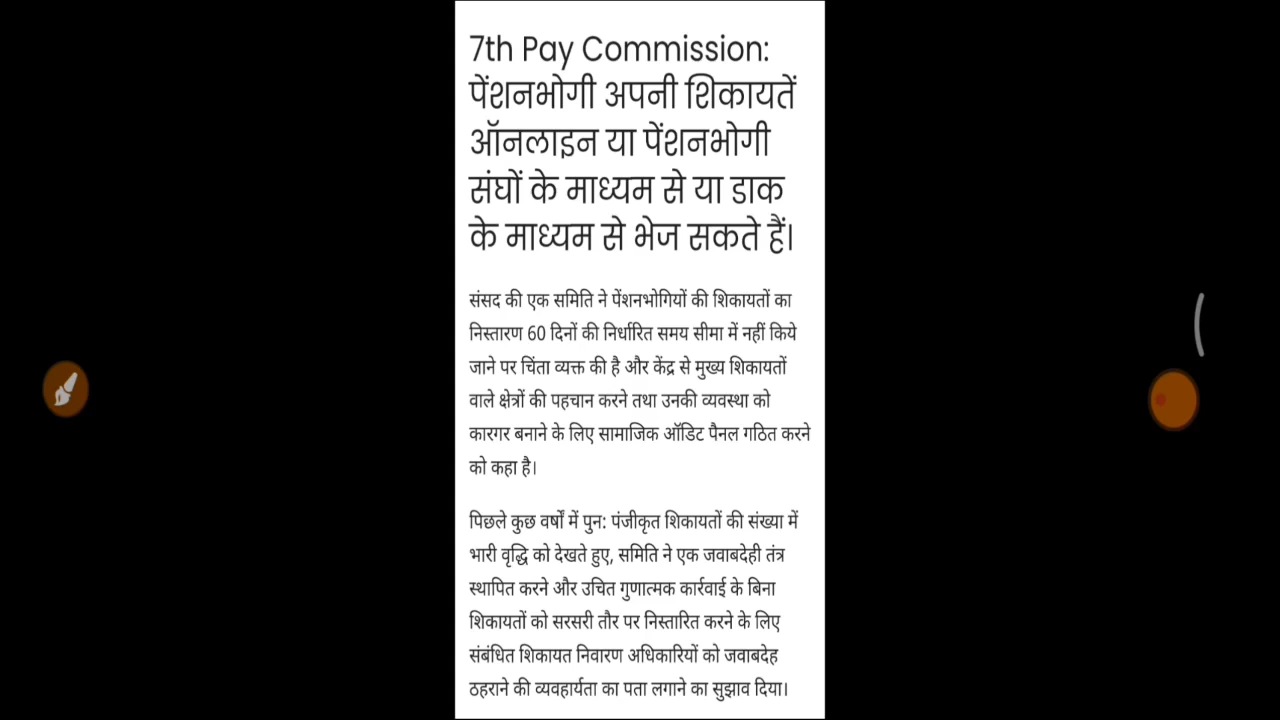 7th Pay Commission:
पेंशनभोगी अपनी शिकायतें
ऑनलाइन या पेंशनभोगी
संघों के माध्यम से या डाक
के माध्यम से भेज सकते हैं।
संसद की एक समिति ने पेंशनभोगियों की शिकायतों का
निस्तारण 60 दिनों की निर्धारित समय सीमा में नहीं किये
जाने पर चिंता व्यक्त की है और केंद्र से मुख्य शिकायतों
वाले क्षेत्रों की पहचान करने तथा उनकी व्यवस्था को
कारगर बनाने के लिए सामाजिक ऑडिट पैनल गठित करने
को कहा है।
पिछले कुछ वर्षों में पुन: पंजीकृत शिकायतों की संख्या में
भारी वृद्धि को देखते हुए, समिति ने एक जवाबदेही तंत्र
स्थापित करने और उचित गुणात्मक कार्रवाई के बिना
शिकायतों को सरसरी तौर पर निस्तारित करने के लिए
संबंधित शिकायत निवारण अधिकारियों को जवाबदेह
ठहराने की व्यवहार्यता का पता लगाने का सुझाव दिया।